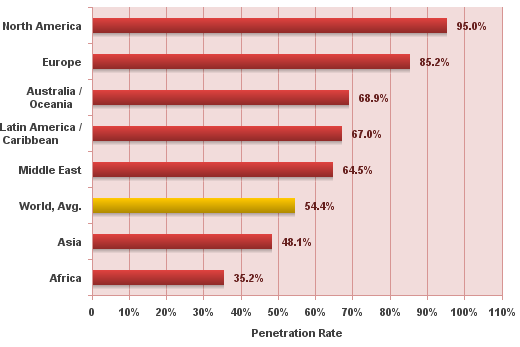 North America 95.0%
Europe 85.2%
Australia /
Oceania 68.9%
Latin America /
Caribbean 67.0%
Middle East 64.5%
World, Avg. 54.4%
Asia 48.1%
Africa 35.2%
0 10% 20% 30% 40% 50% 60% 70% 80% 90% 100% 110%
Penetration Rate